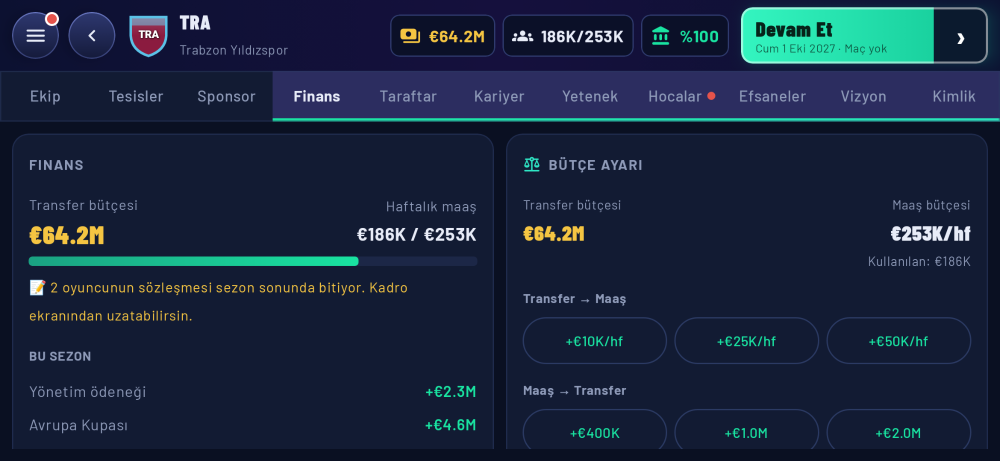 TRA
TRA
Trabzon Yıldızspor
€64.2M
186K/253K
%100
Devam Et
Cum 1 Eki 2027 · Maç yok
Ekip
Tesisler
Sponsor
Finans
Taraftar
Kariyer
Yetenek
Hocalar
Efsaneler
Vizyon
Kimlik
FINANS
Transfer bütçesi
Haftalık maaş
€64.2M
€186K / €253K
📝 2 oyuncunun sözleşmesi sezon sonunda bitiyor. Kadro
ekranından uzatabilirsin.
BU SEZON
Yönetim ödeneği
+€2.3M
Avrupa Kupası
+€4.6M
BÜTÇE AYARI
Transfer bütçesi
Maaş bütçesi
€64.2M
€253K/hf
Kullanılan: €186K
Transfer → Maaş
+€10K/hf
+€25K/hf
+€50K/hf
Maaş → Transfer
+€400K
+€1.0M
+€2.0M